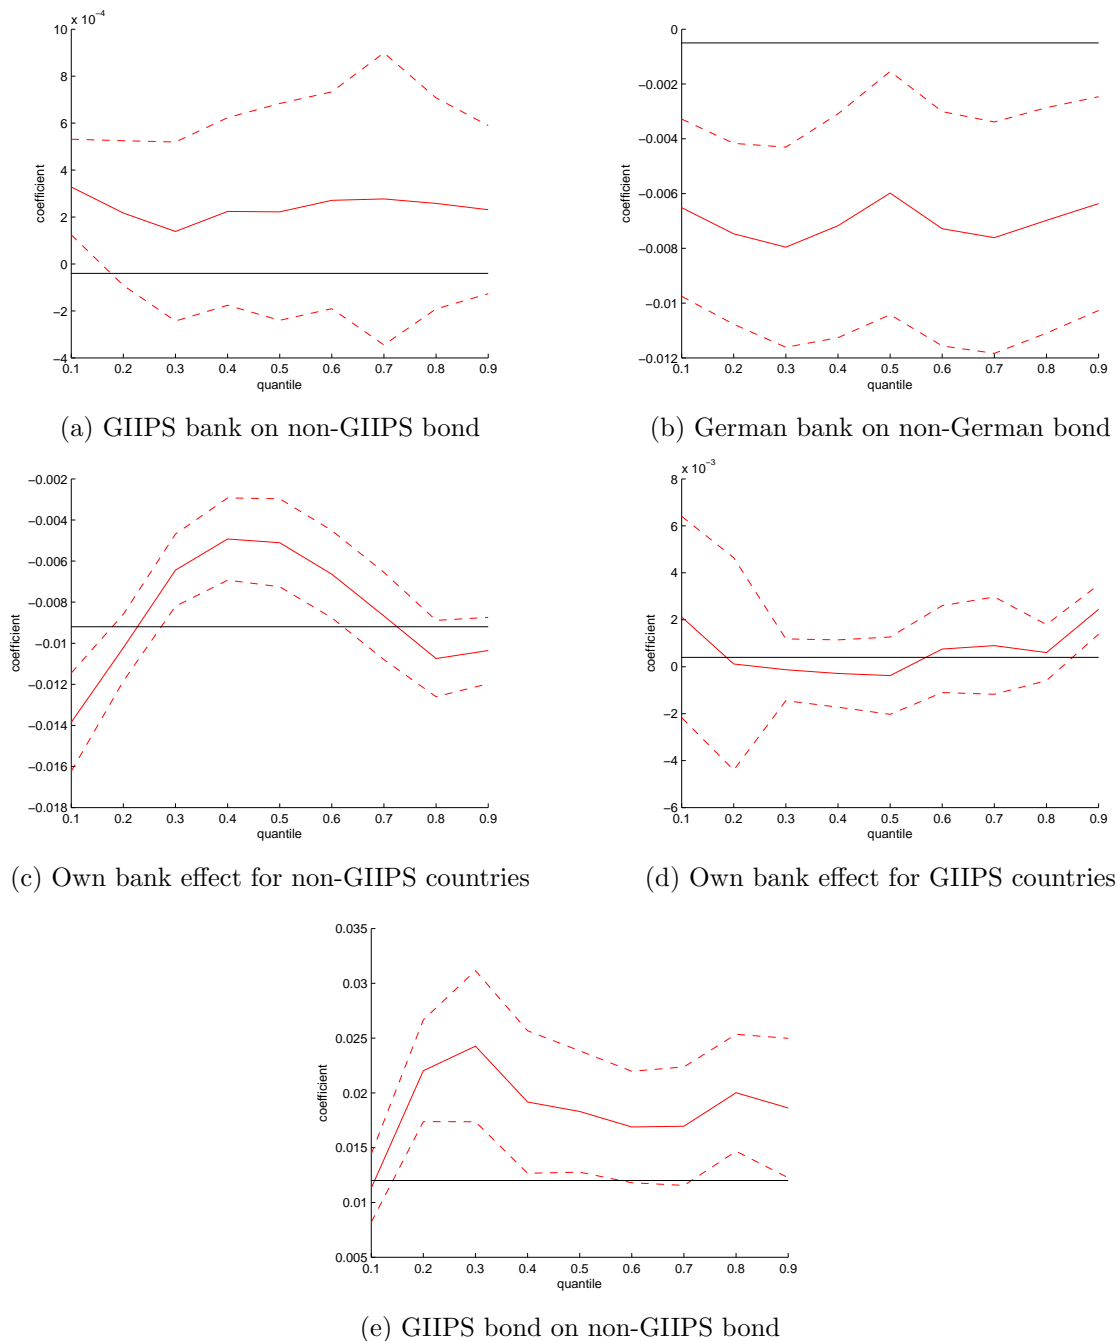 x 10⁻⁴
10
8
6
4
2
0
−2
−4
coefficient
0.1 0.2 0.3 0.4 0.5 0.6 0.7 0.8 0.9
quantile
(a) GIIPS bank on non-GIIPS bond
0
−0.002
−0.004
−0.006
−0.008
−0.01
−0.012
coefficient
0.1 0.2 0.3 0.4 0.5 0.6 0.7 0.8 0.9
quantile
(b) German bank on non-German bond
−0.002
−0.004
−0.006
−0.008
−0.01
−0.012
−0.014
−0.016
−0.018
coefficient
0.1 0.2 0.3 0.4 0.5 0.6 0.7 0.8 0.9
quantile
(c) Own bank effect for non-GIIPS countries
x 10⁻³
8
6
4
2
0
−2
−4
−6
coefficient
0.1 0.2 0.3 0.4 0.5 0.6 0.7 0.8 0.9
quantile
(d) Own bank effect for GIIPS countries
0.035
0.03
0.025
0.02
0.015
0.01
0.005
coefficient
0.1 0.2 0.3 0.4 0.5 0.6 0.7 0.8 0.9
quantile
(e) GIIPS bond on non-GIIPS bond